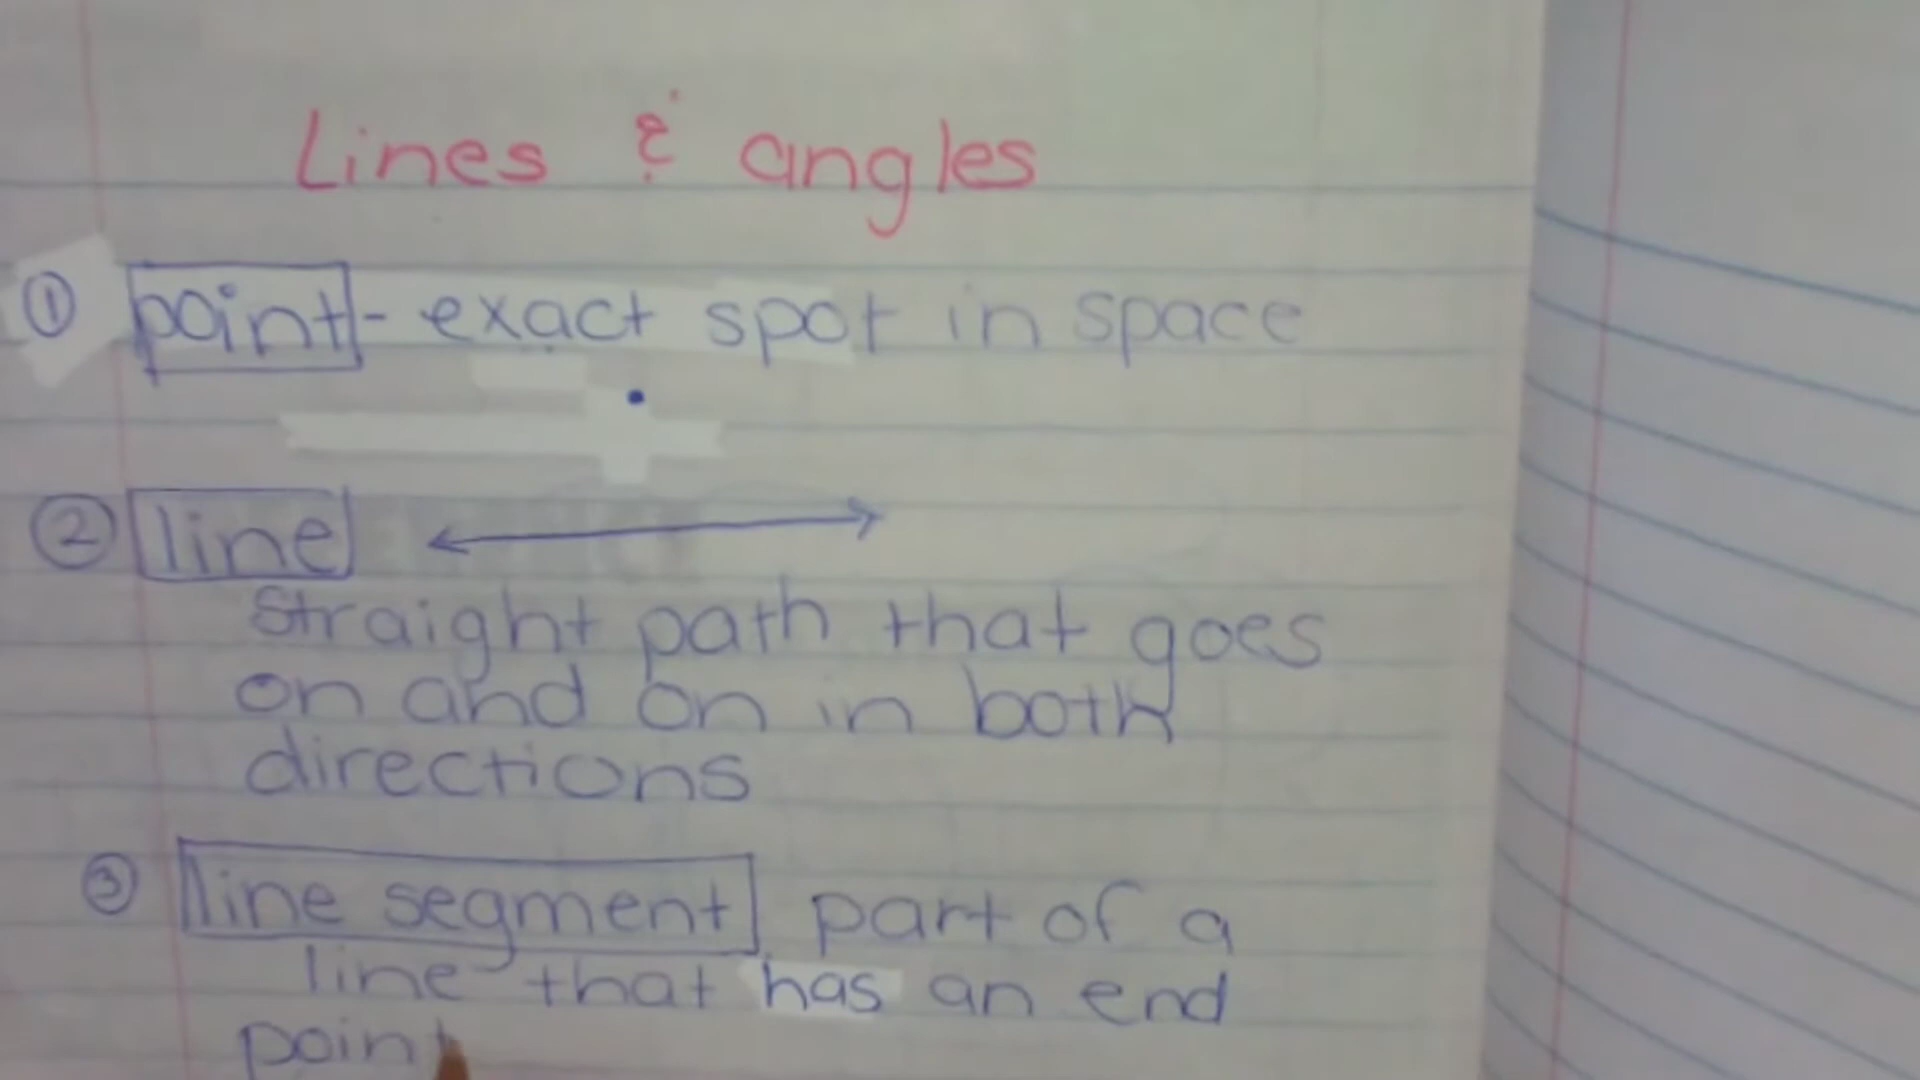 Lines & angles
① point - exact spot in space
② line
straight path that goes
on and on in both
directions
③ line segment part of a
line that has an end
point